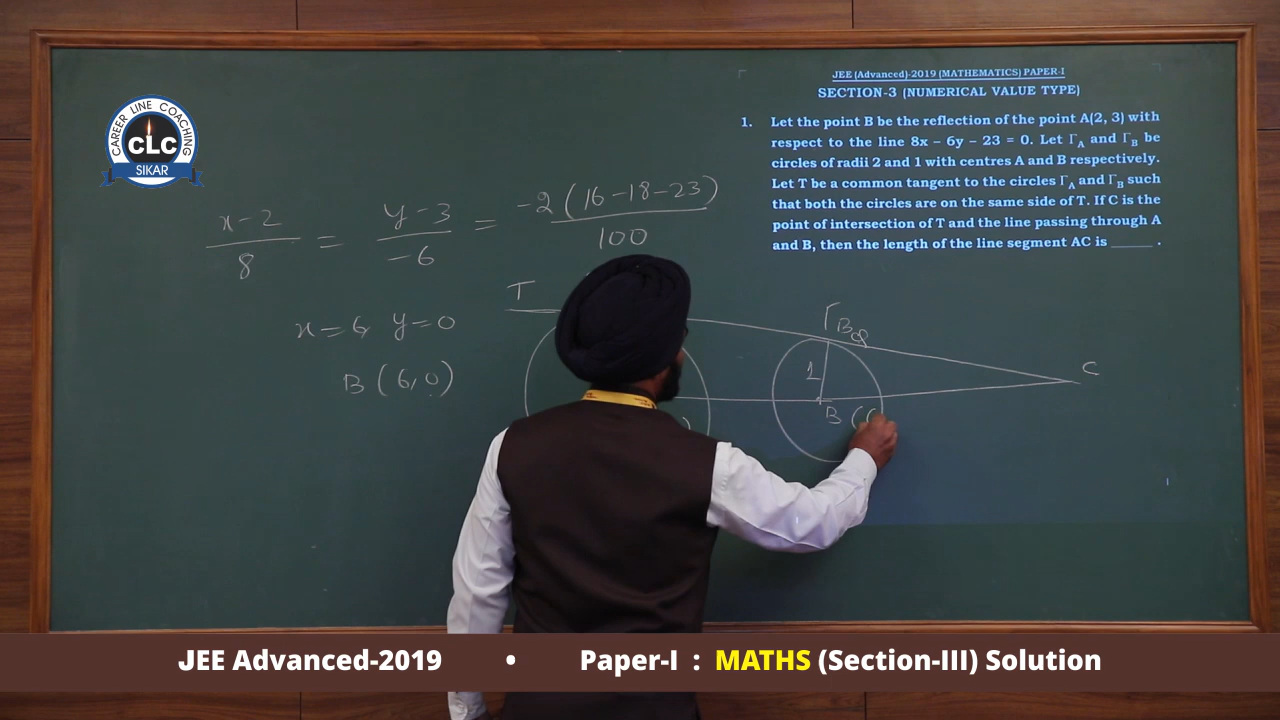 CAREER LINE COACHING
CLC
SIKAR
JEE (Advanced)-2019 (MATHEMATICS) PAPER-I
SECTION-3 (NUMERICAL VALUE TYPE)
1. Let the point B be the reflection of the point A(2, 3) with
respect to the line 8x – 6y – 23 = 0. Let Γ_A and Γ_B be
circles of radii 2 and 1 with centres A and B respectively.
Let T be a common tangent to the circles Γ_A and Γ_B such
that both the circles are on the same side of T. If C is the
point of intersection of T and the line passing through A
and B, then the length of the line segment AC is ______ .
x-2/8 = y-3/-6 = -2(16-18-23)/100
x=6, y=0
B(6,0)
T
Γ_B
C
1
B (
JEE Advanced-2019 • Paper-I : MATHS (Section-III) Solution